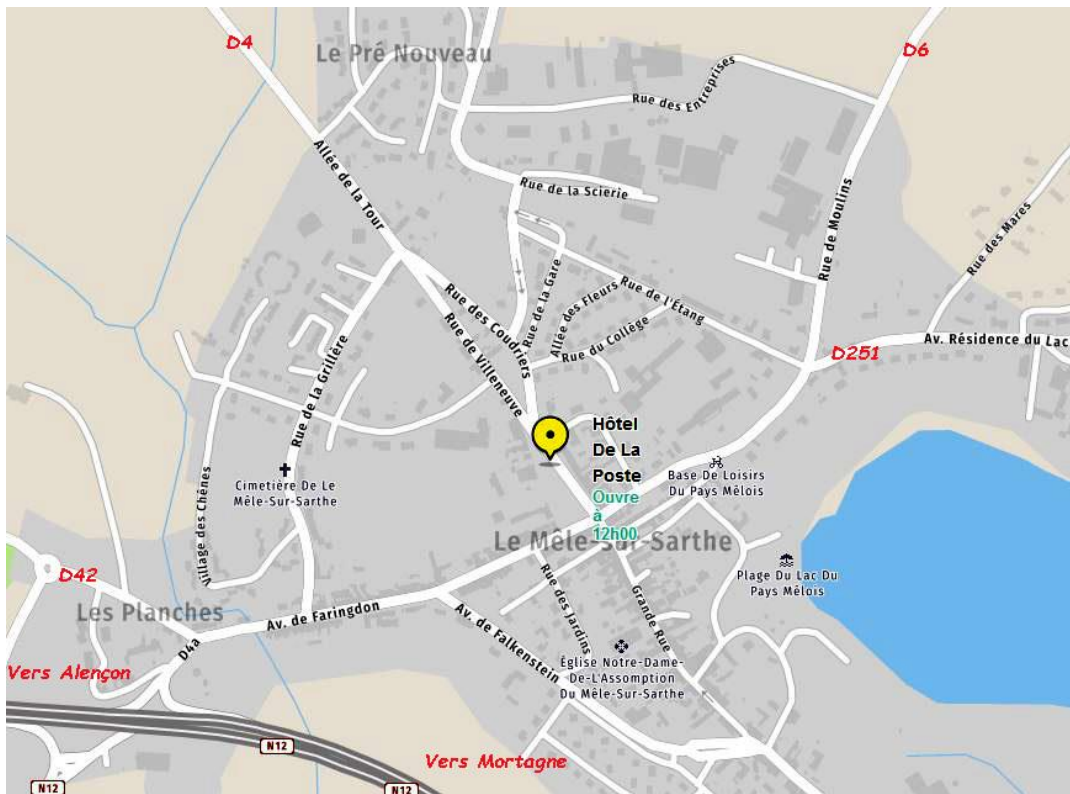 D4
Le Pré Nouveau
D6
Rue des Entreprises
Allée de la Tour
Rue de la Scierie
Rue de Moulins
Rue des Mares
Rue de la Gare
Allée des Fleurs
Rue de l'Étang
Rue des Coudriers
Rue de Villeneuve
Rue du Collège
D251
Av. Résidence du Lac
Rue de la Grillère
Hôtel
De La
Poste
Ouvre
à
12h00
Cimetière De Le
Mêle-Sur-Sarthe
Base De Loisirs
Du Pays Mêlois
Village des Chênes
Le Mêle-sur-Sarthe
D42
Les Planches
Av. de Faringdon
D4a
Av. de Falkenstein
Rue des Jardins
Grande Rue
Plage Du Lac Du
Pays Mêlois
Église Notre-Dame-
De-L'Assomption
Du Mêle-Sur-Sarthe
Vers Alençon
Vers Mortagne
N12
N12
N12